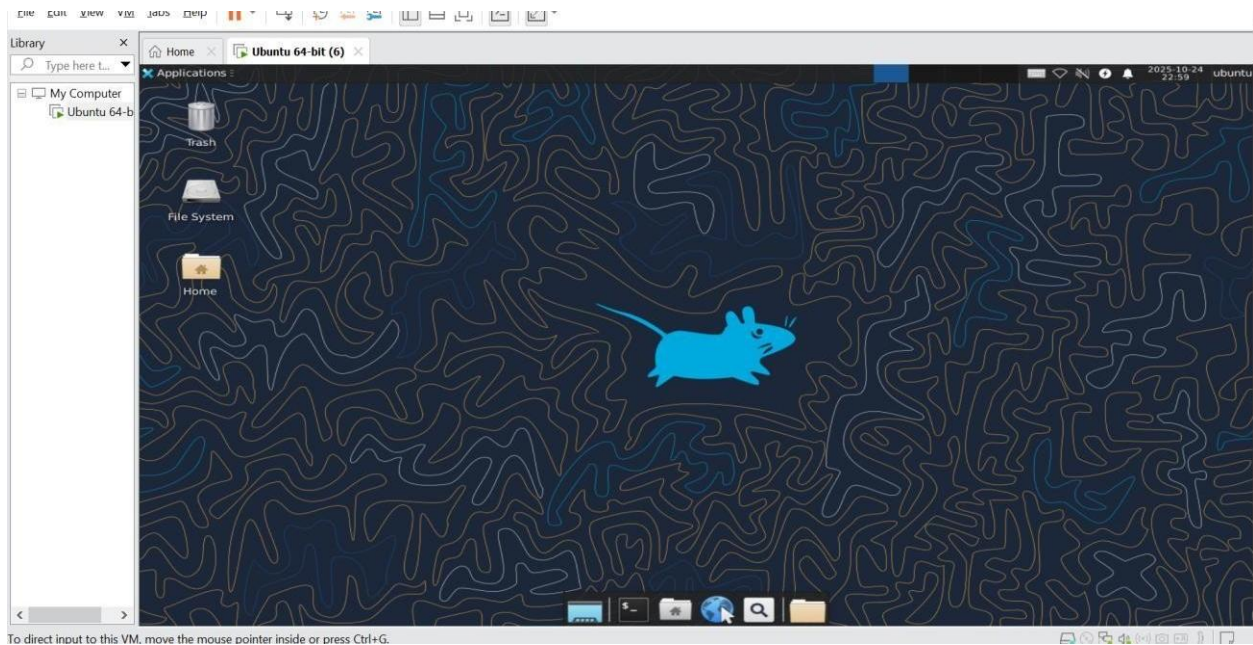 File Edit View VM Tabs Help
Library ×
Home × Ubuntu 64-bit (6) ×
Type here t...
Applications
2025-10-24
22:59
ubuntu
My Computer
Ubuntu 64-b
Trash
File System
Home
$_
To direct input to this VM, move the mouse pointer inside or press Ctrl+G.